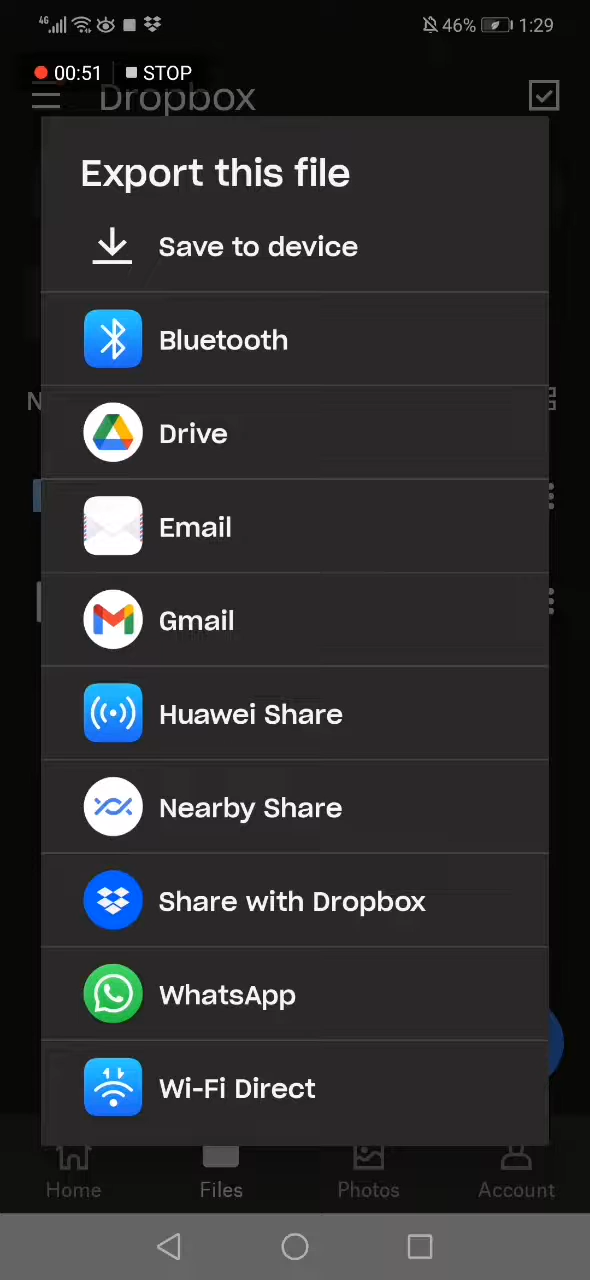 4G 46% 1:29
00:51 STOP
Dropbox
Export this file
Save to device
Bluetooth
N
Drive
Email
Gmail
Huawei Share
Nearby Share
Share with Dropbox
WhatsApp
Wi-Fi Direct
Home Files Photos Account